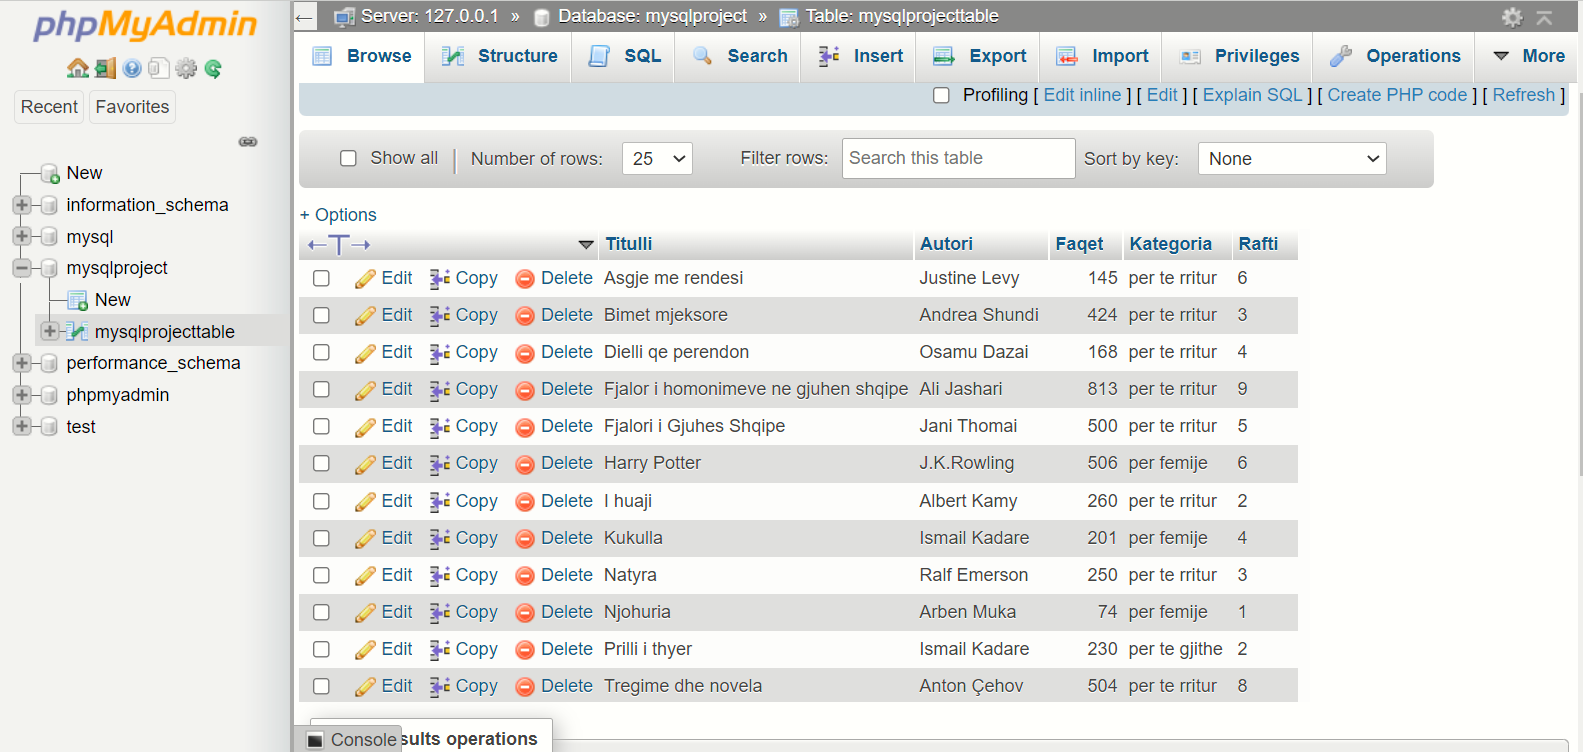 phpMyAdmin
Recent Favorites
New
information_schema
mysql
mysqlproject
New
mysqlprojecttable
performance_schema
phpmyadmin
test
← Server: 127.0.0.1 » Database: mysqlproject » Table: mysqlprojecttable
Browse Structure SQL Search Insert Export Import Privileges Operations More
Profiling [ Edit inline ] [ Edit ] [ Explain SQL ] [ Create PHP code ] [ Refresh ]
Show all | Number of rows: 25 Filter rows: Search this table Sort by key: None
+ Options
←T→ Titulli Autori Faqet Kategoria Rafti
Edit Copy Delete Asgje me rendesi Justine Levy 145 per te rritur 6
Edit Copy Delete Bimet mjeksore Andrea Shundi 424 per te rritur 3
Edit Copy Delete Dielli qe perendon Osamu Dazai 168 per te rritur 4
Edit Copy Delete Fjalor i homonimeve ne gjuhen shqipe Ali Jashari 813 per te rritur 9
Edit Copy Delete Fjalori i Gjuhes Shqipe Jani Thomai 500 per te rritur 5
Edit Copy Delete Harry Potter J.K.Rowling 506 per femije 6
Edit Copy Delete I huaji Albert Kamy 260 per te rritur 2
Edit Copy Delete Kukulla Ismail Kadare 201 per femije 4
Edit Copy Delete Natyra Ralf Emerson 250 per te rritur 3
Edit Copy Delete Njohuria Arben Muka 74 per femije 1
Edit Copy Delete Prilli i thyer Ismail Kadare 230 per te gjithe 2
Edit Copy Delete Tregime dhe novela Anton Çehov 504 per te rritur 8
Console sults operations